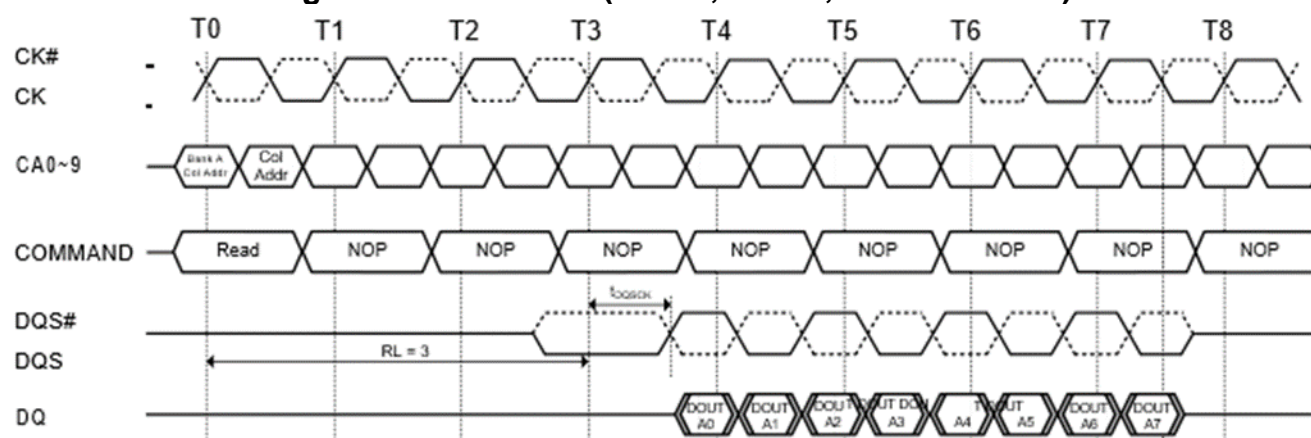 T0 T1 T2 T3 T4 T5 T6 T7 T8
CK#
CK
CA0~9
Bank A
Col Addr
Col
Addr
COMMAND Read NOP NOP NOP NOP NOP NOP NOP NOP
tDQSCK
DQS#
RL = 3
DQS
DQ
DOUT A0
DOUT A1
DOUT A2
A3
A4
A5
DOUT A6
DOUT A7